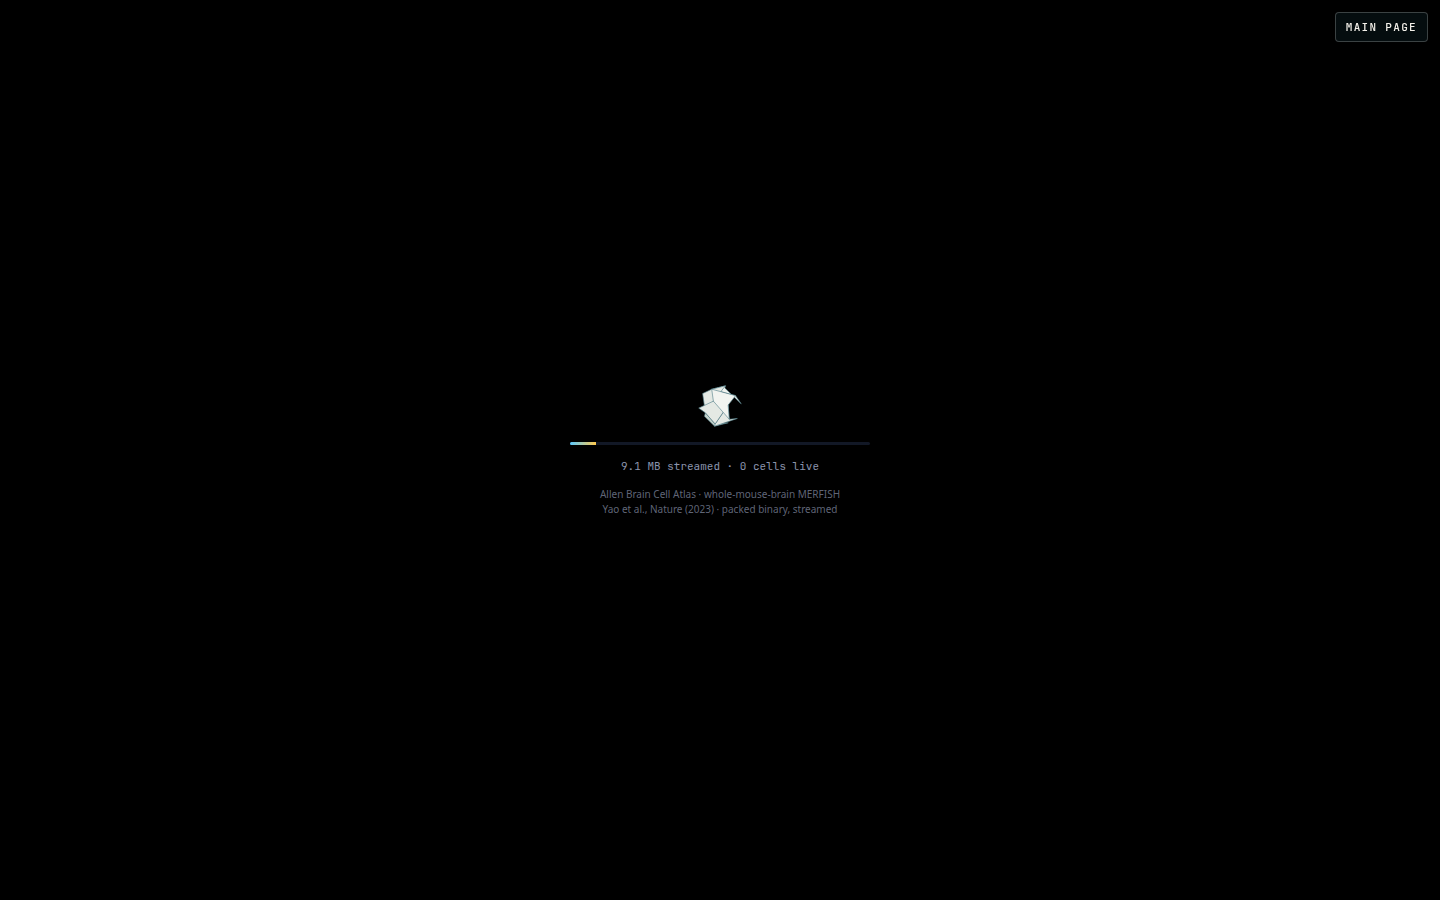 MAIN PAGE
9.1 MB streamed · 0 cells live
Allen Brain Cell Atlas · whole-mouse-brain MERFISH
Yao et al., Nature (2023) · packed binary, streamed